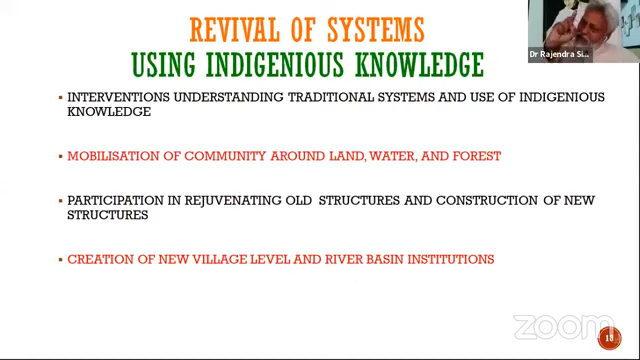 REVIVAL OF SYSTEMS
USING INDIGENIOUS KNOWLEDGE
Dr Rajendra Si...
▪ INTERVENTIONS UNDERSTANDING TRADITIONAL SYSTEMS AND USE OF INDIGENIOUS
KNOWLEDGE
▪ MOBILISATION OF COMMUNITY AROUND LAND, WATER, AND FOREST
▪ PARTICIPATION IN REJUVENATING OLD STRUCTURES AND CONSTRUCTION OF NEW
STRUCTURES
▪ CREATION OF NEW VILLAGE LEVEL AND RIVER BASIN INSTITUTIONS
zoom
18